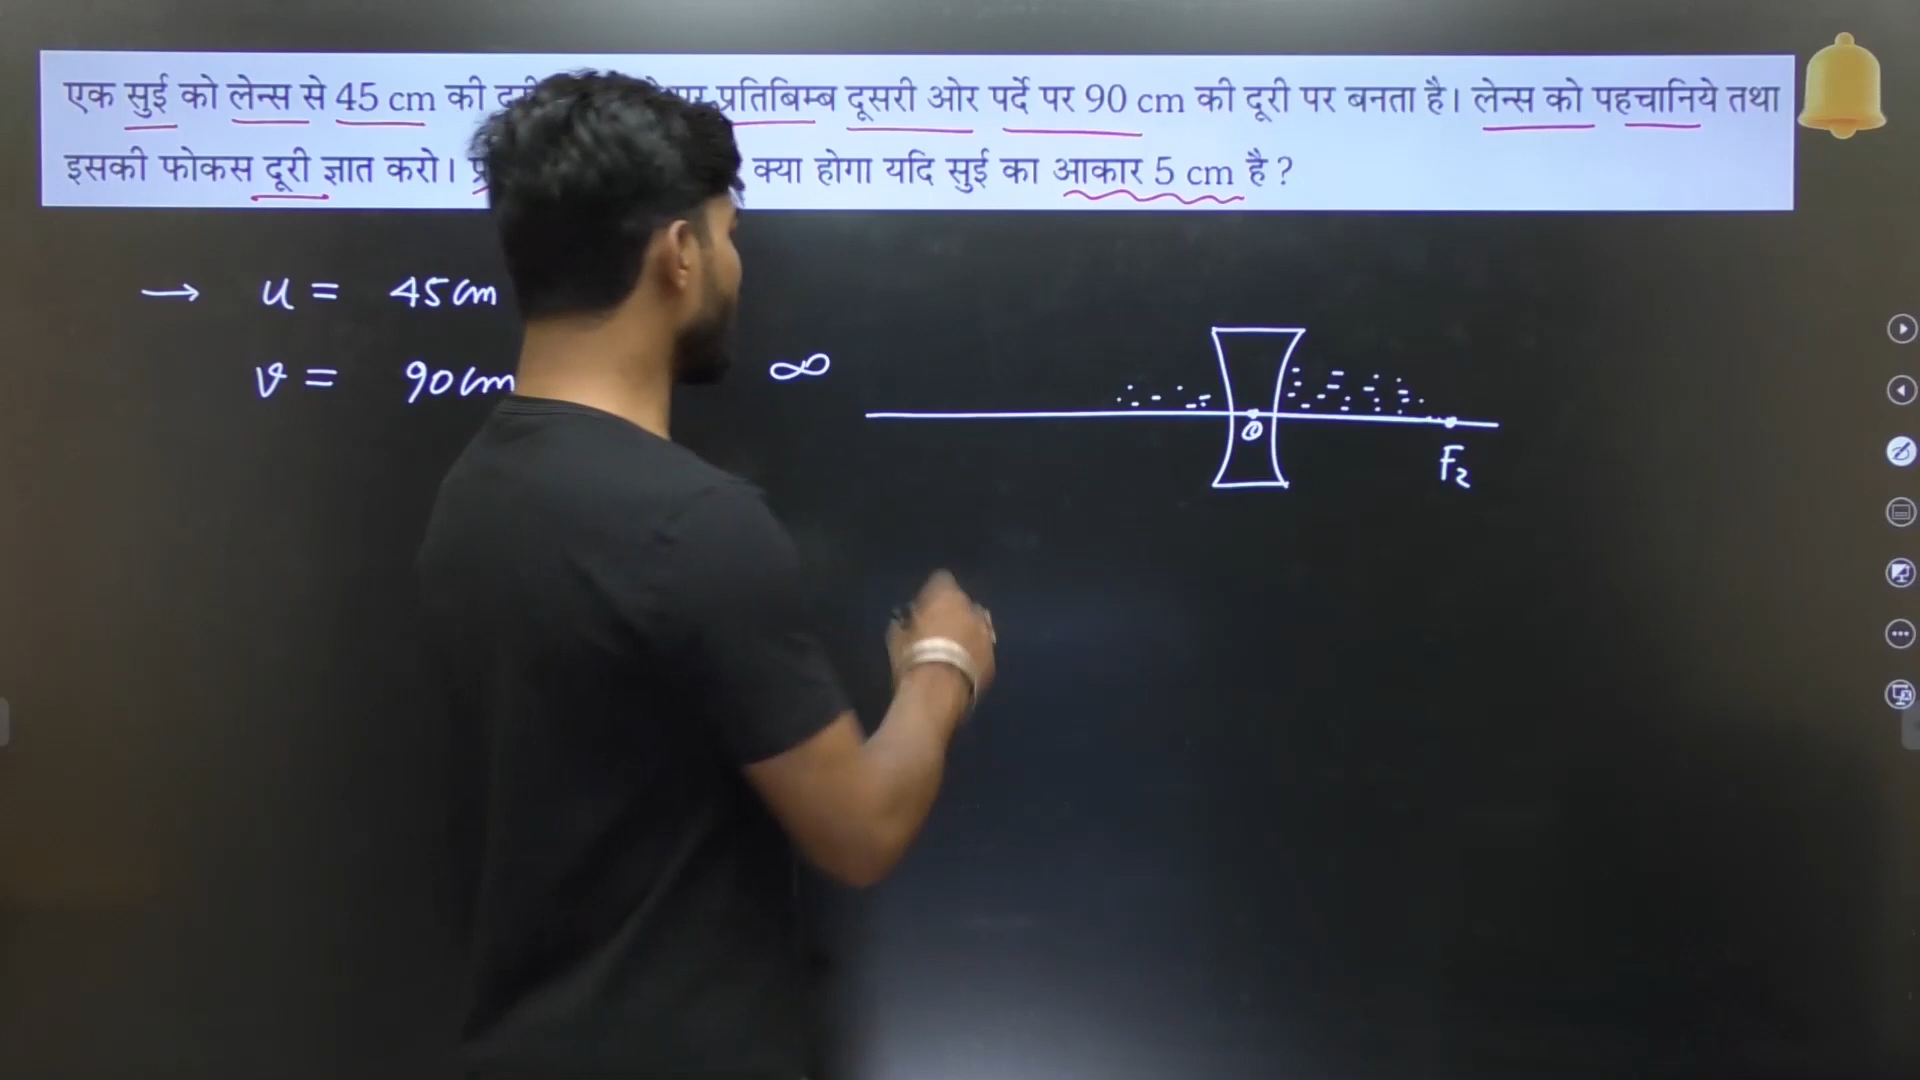 एक सुई को लेन्स से 45 cm की प्रतिबिम्ब दूसरी ओर पर्दे पर 90 cm की दूरी पर बनता है। लेन्स को पहचानिये तथा
इसकी फोकस दूरी ज्ञात करो। क्या होगा यदि सुई का आकार 5 cm है ?
→ u = 45cm
v = 90cm
∞
O
F₂